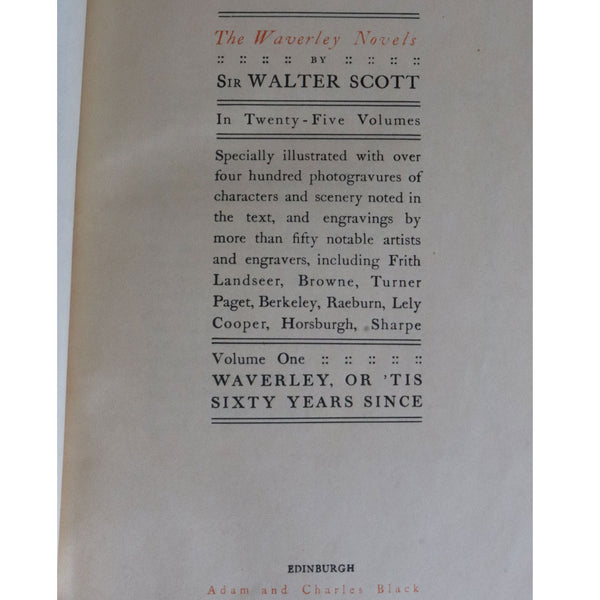 The Waverley Novels
:: :: :: :: BY :: :: :: ::
SIR WALTER SCOTT
In Twenty-Five Volumes
Specially illustrated with over
four hundred photogravures of
characters and scenery noted in
the text, and engravings by
more than fifty notable artists
and engravers, including Frith
Landseer, Browne, Turner
Paget, Berkeley, Raeburn, Lely
Cooper, Horsburgh, Sharpe
Volume One :: :: :: :: ::
WAVERLEY, OR 'TIS
SIXTY YEARS SINCE
EDINBURGH
Adam and Charles Black